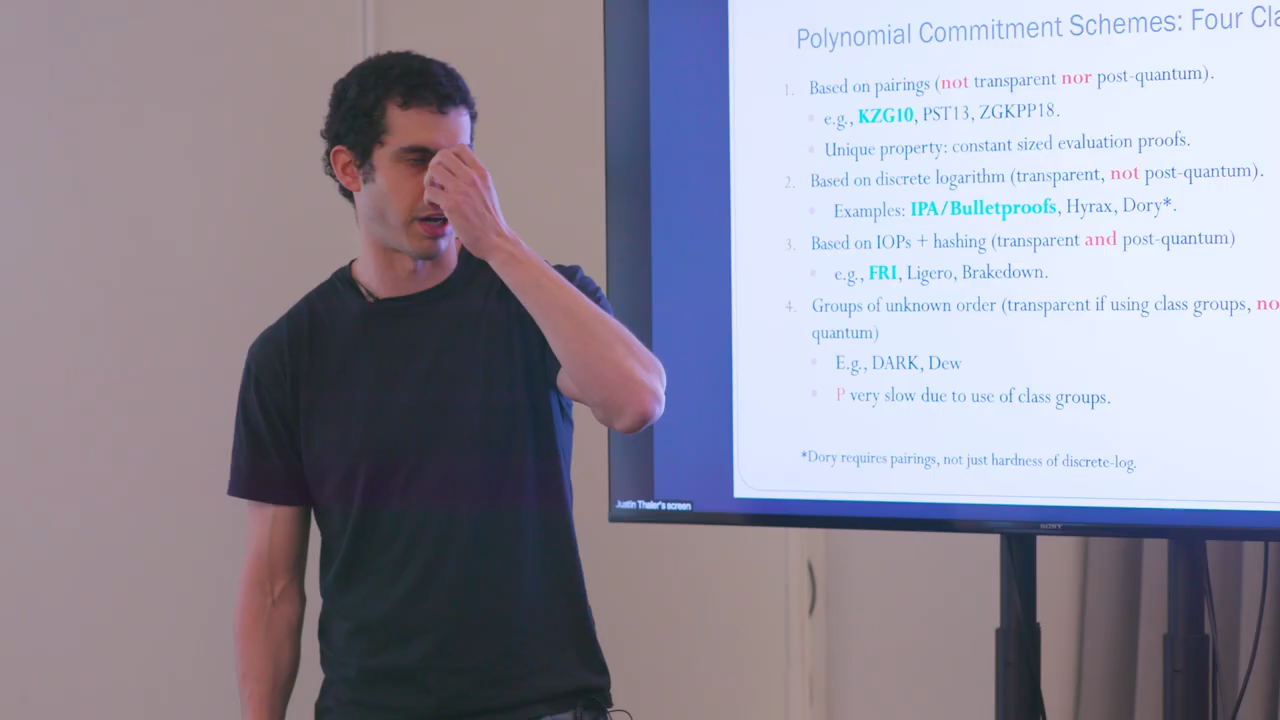 Polynomial Commitment Schemes: Four Cla
1. Based on pairings (not transparent nor post-quantum).
• e.g., KZG10, PST13, ZGKPP18.
• Unique property: constant sized evaluation proofs.
2. Based on discrete logarithm (transparent, not post-quantum).
• Examples: IPA/Bulletproofs, Hyrax, Dory*.
3. Based on IOPs + hashing (transparent and post-quantum)
• e.g., FRI, Ligero, Brakedown.
4. Groups of unknown order (transparent if using class groups, no
quantum)
• E.g., DARK, Dew
• P very slow due to use of class groups.
*Dory requires pairings, not just hardness of discrete-log.
Justin Thaler's screen
SONY